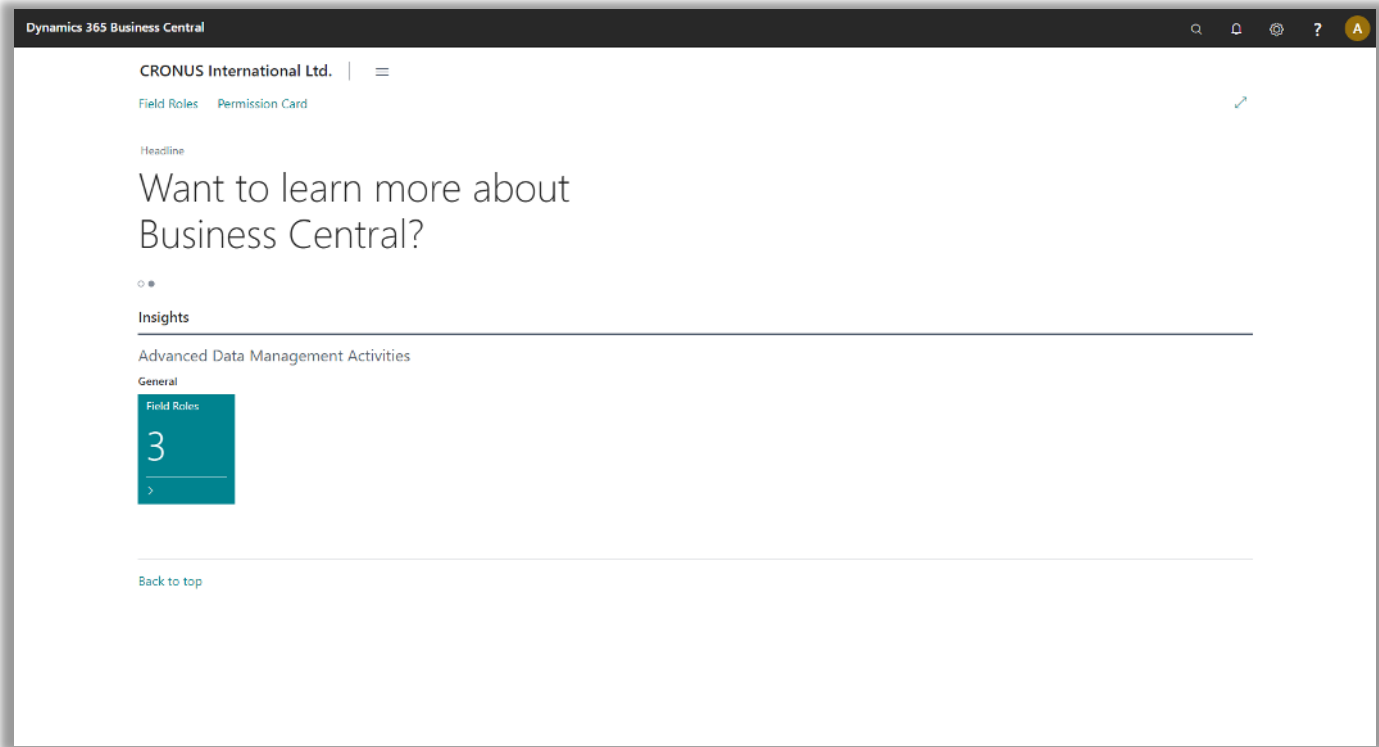 Dynamics 365 Business Central
?
A
CRONUS International Ltd.
Field Roles Permission Card
Headline
Want to learn more about
Business Central?
Insights
Advanced Data Management Activities
General
Field Roles
3
Back to top